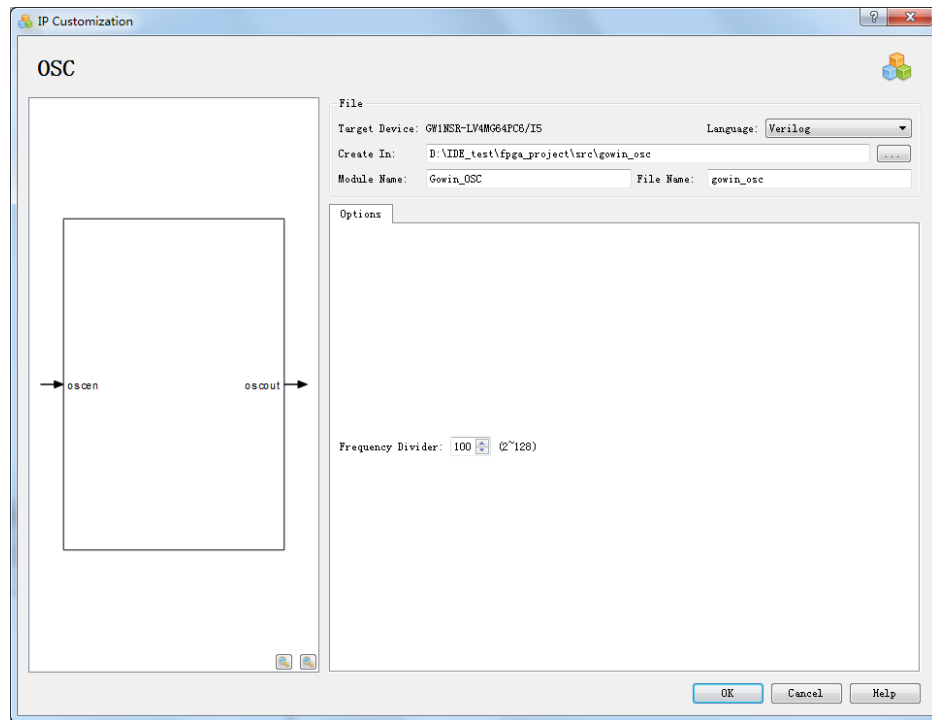 IP Customization
OSC
File
Target Device: GW1NSR-LV4MG64PC6/I5 Language: Verilog
Create In: D:\IDE_test\fpga_project\src\gowin_osc ...
Module Name: Gowin_OSC File Name: gowin_osc
Options
oscen oscout
Frequency Divider: 100 (2~128)
OK Cancel Help